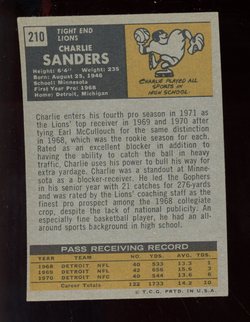 210
TIGHT END
LIONS
CHARLIE
SANDERS
Height: 6'4" Weight: 235
Born: August 25, 1946
School: Minnesota
First Year Pro: 1968
Home: Detroit, Michigan
CHARLIE PLAYED ALL
SPORTS IN
HIGH SCHOOL.
Charlie enters his fourth pro season in 1971 as
the Lions' top receiver in 1969 and 1970 after
tying Earl McCullouch for the same distinction
in 1968, which was the rookie season for each.
Rated as an excellent blocker in addition to
having the ability to catch the ball in heavy
traffic, Charlie uses his power to bull his way for
extra yardage. Charlie was a standout at Minne-
sota as a blocker-receiver. He led the Gophers
in his senior year with 21 catches for 276-yards
and was rated by the Lions' coaching staff as the
finest pro prospect among the 1968 collegiate
crop, despite the lack of national publicity. An
especially fine basketball player, he had an all-
around sports background in high school.
PASS RECEIVING RECORD
YEAR TEAM NO. YDS. AVG. TDS.
1968 DETROIT NFL 40 533 13.3 1
1969 DETROIT NFL 42 656 15.6 3
1970 DETROIT NFC 40 544 13.6 6
Career Totals 122 1733 14.2 10
© T.C.G. PRTD. IN U.S.A.